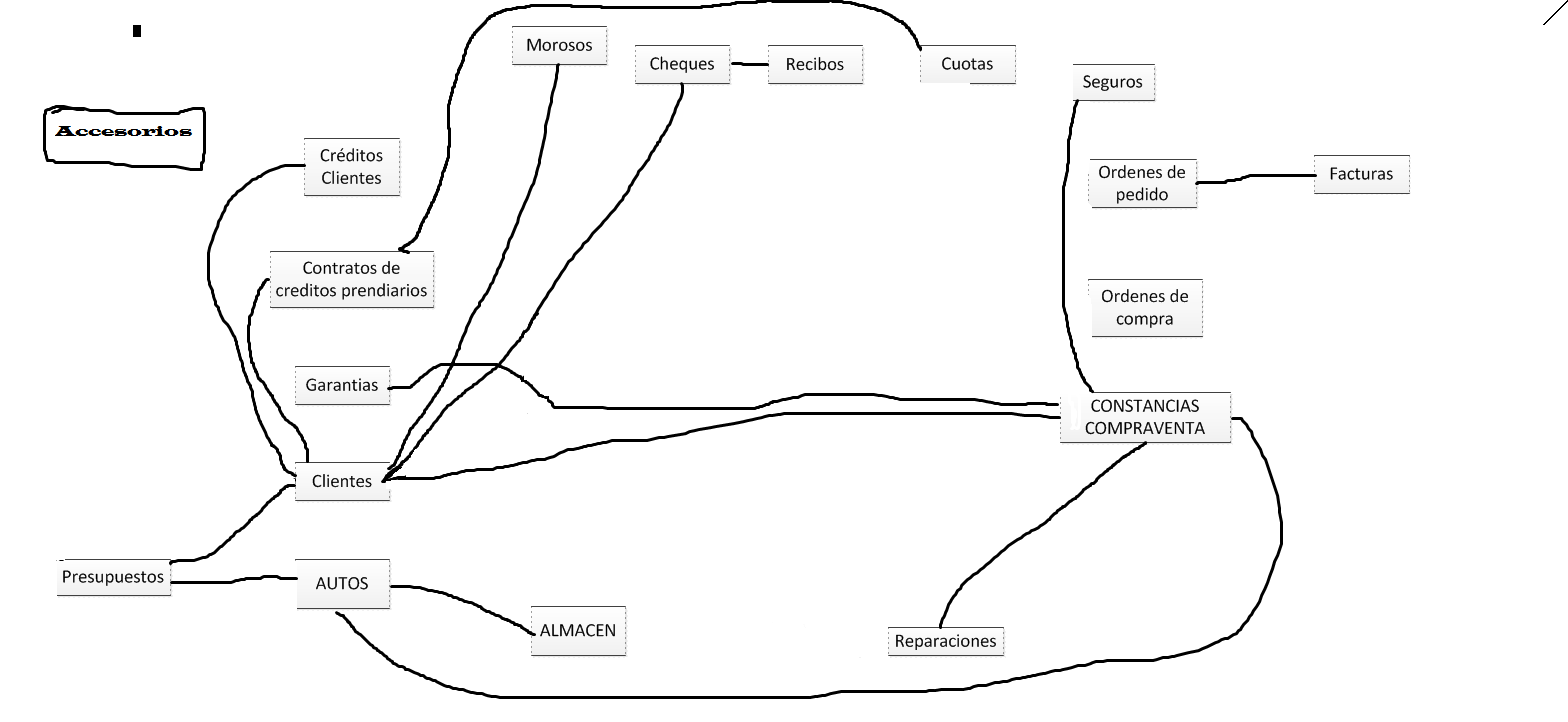 Morosos
Cheques
Recibos
Cuotas
Seguros
Accesorios
Créditos
Clientes
Ordenes de
pedido
Facturas
Contratos de
creditos prendiarios
Ordenes de
compra
Garantias
CONSTANCIAS
COMPRAVENTA
Clientes
Presupuestos
AUTOS
ALMACEN
Reparaciones